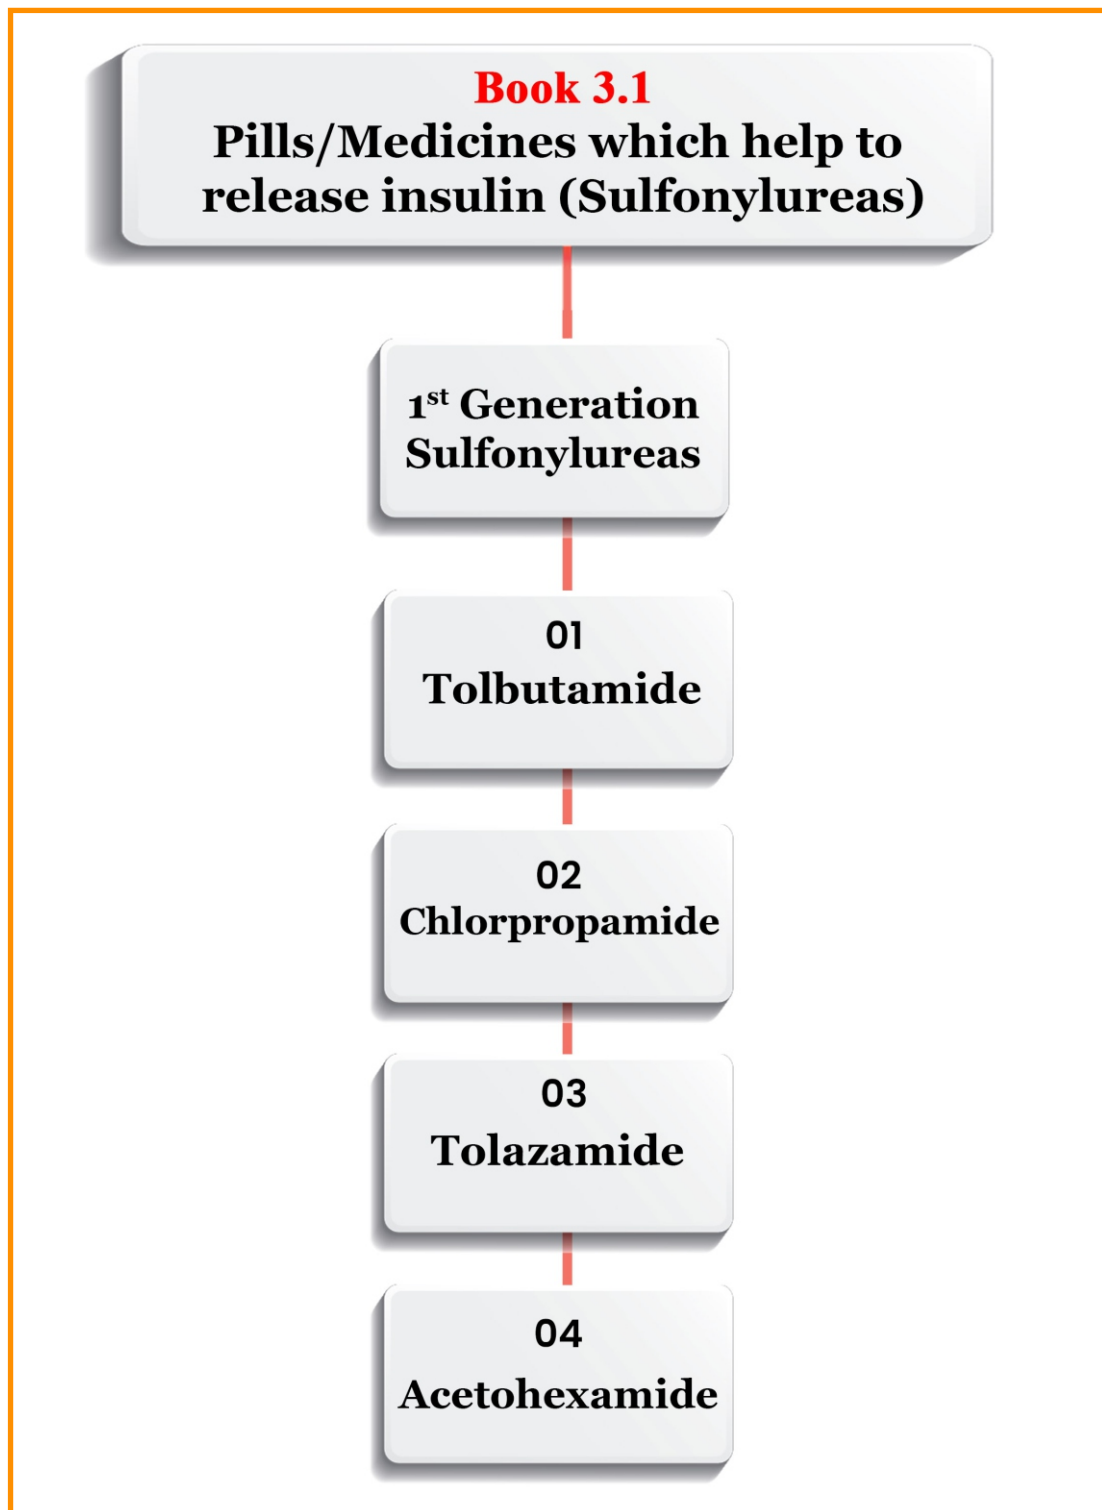 Book 3.1
Pills/Medicines which help to
release insulin (Sulfonylureas)
1st Generation
Sulfonylureas
01
Tolbutamide
02
Chlorpropamide
03
Tolazamide
04
Acetohexamide